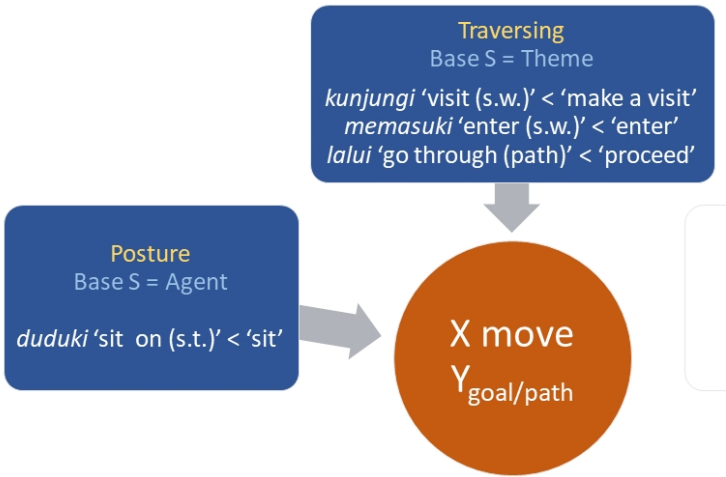 Traversing
Base S = Theme
kunjungi ‘visit (s.w.)’ < ‘make a visit’
memasuki ‘enter (s.w.)’ < ‘enter’
lalui ‘go through (path)’ < ‘proceed’
Posture
Base S = Agent
duduki ‘sit on (s.t.)’ < ‘sit’
X move
Ygoal/path